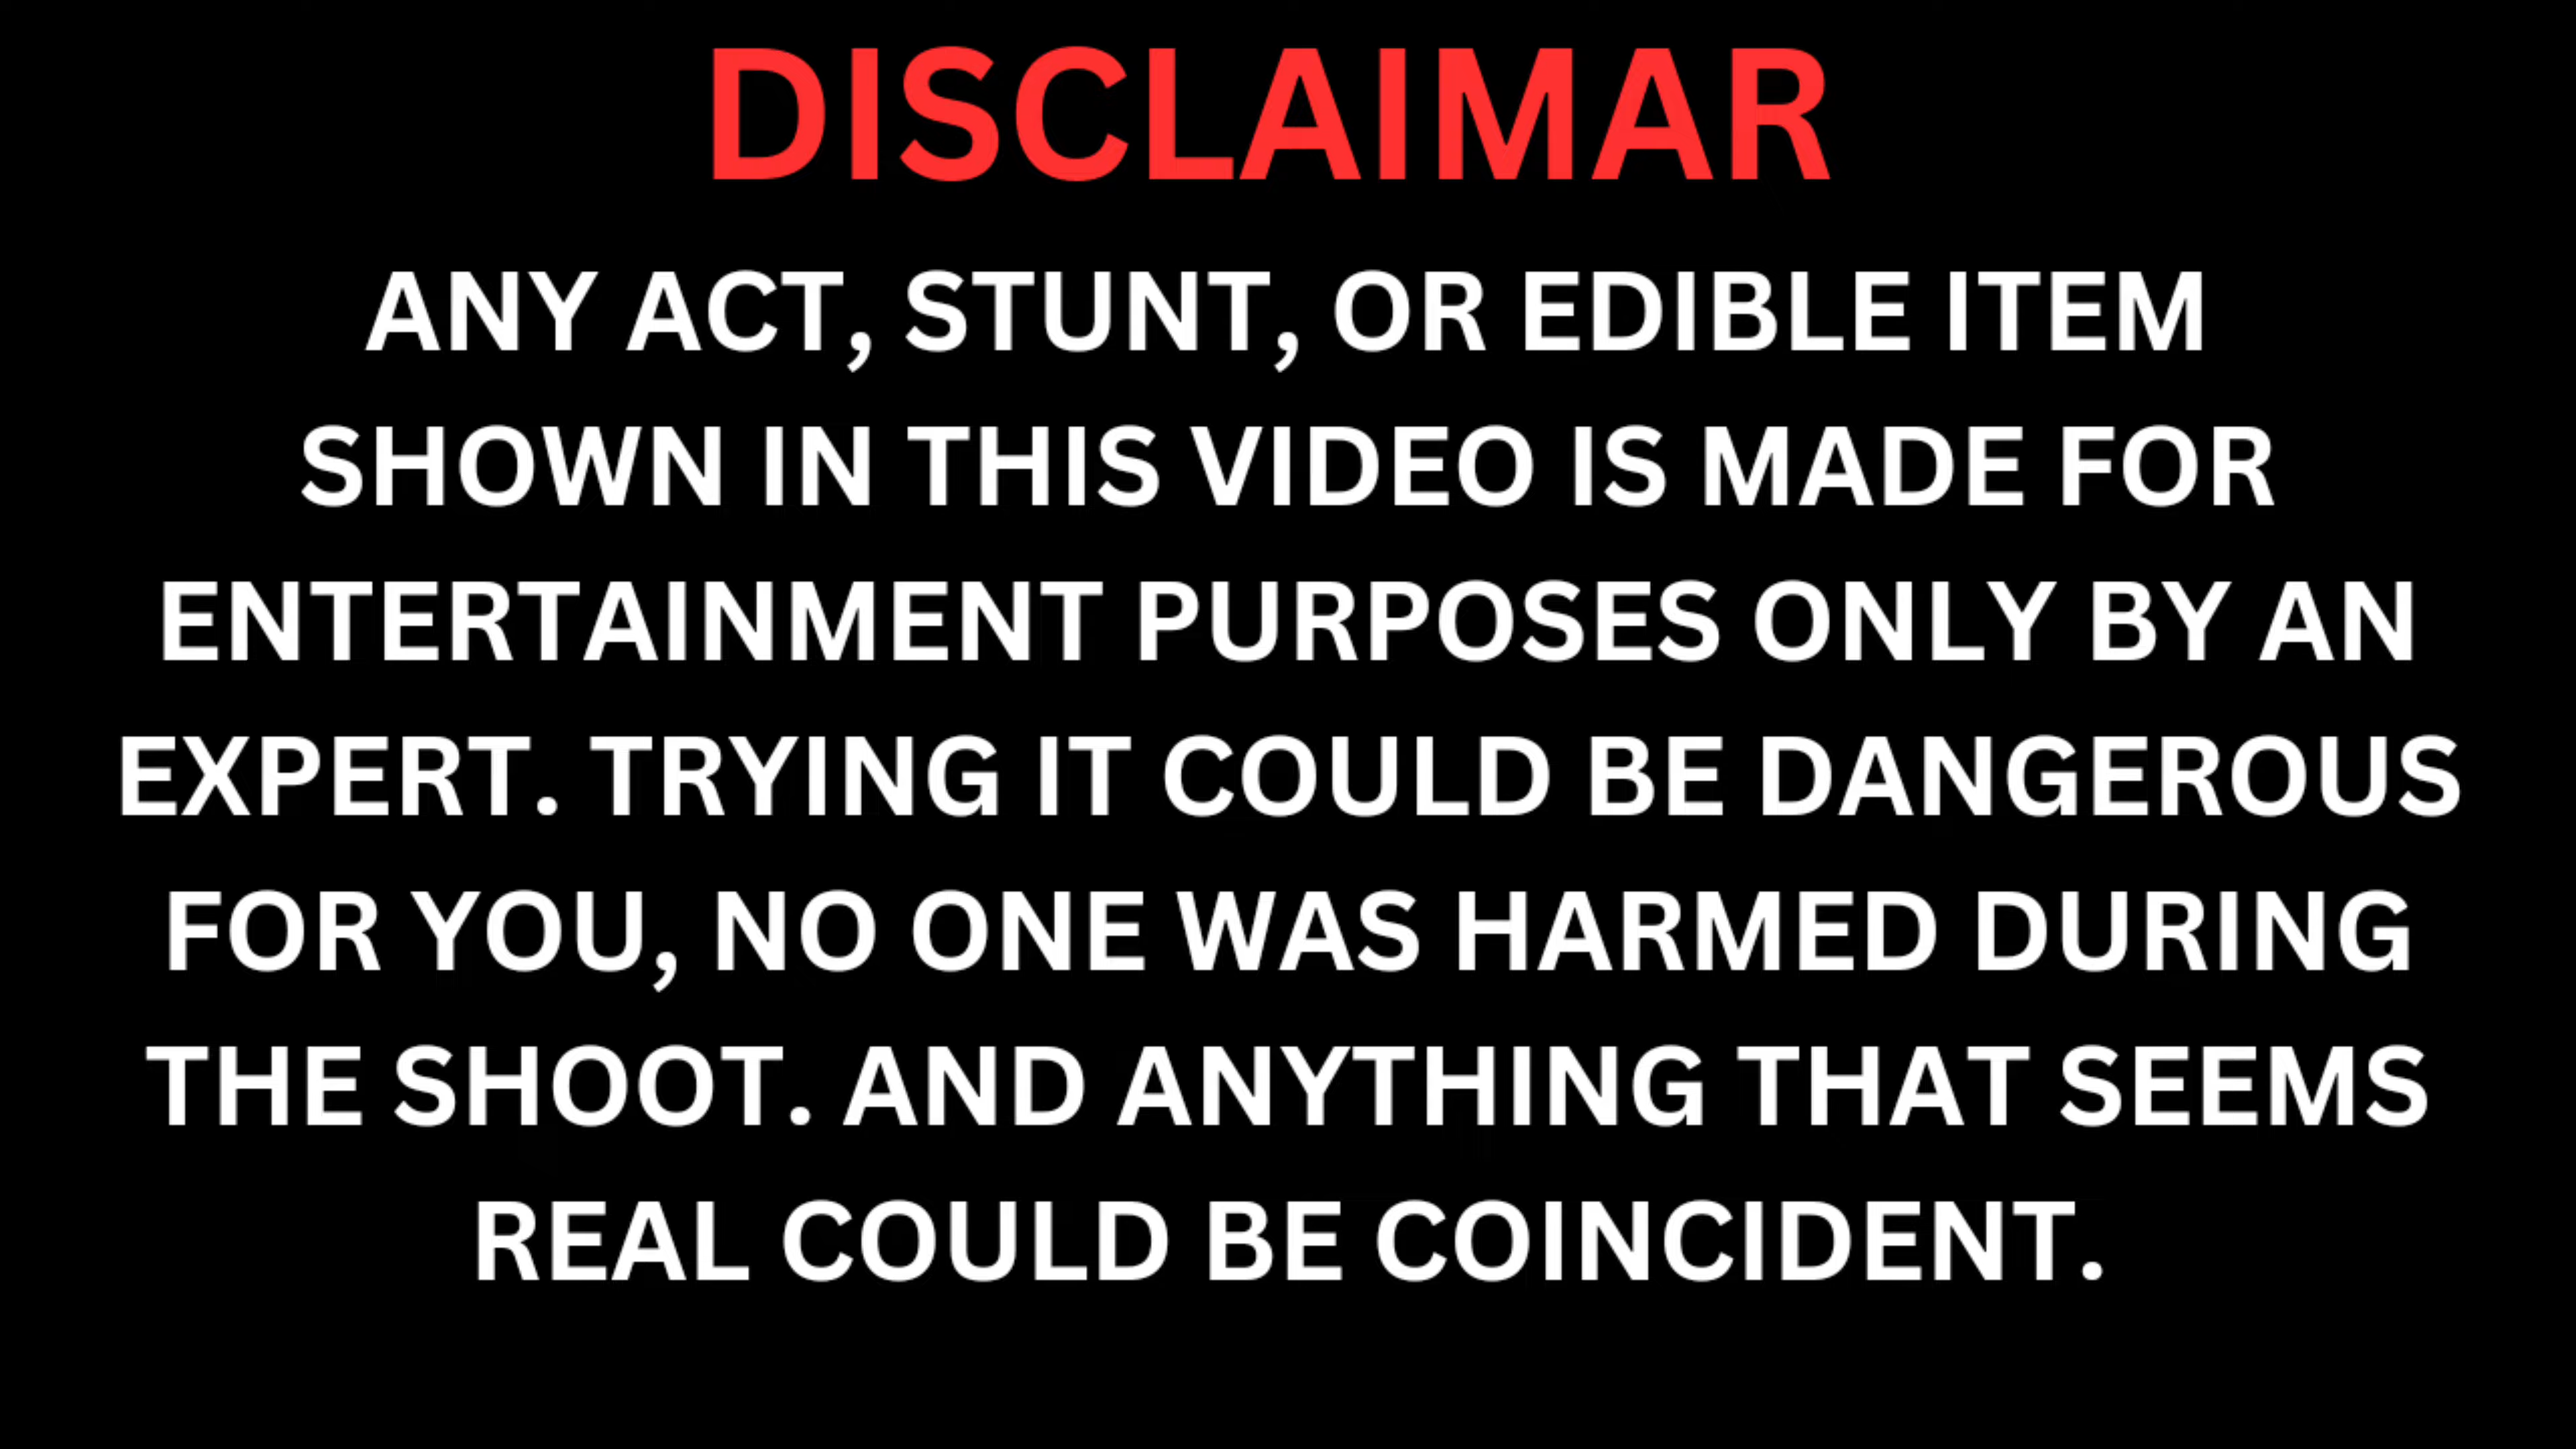 DISCLAIMAR
ANY ACT, STUNT, OR EDIBLE ITEM
SHOWN IN THIS VIDEO IS MADE FOR
ENTERTAINMENT PURPOSES ONLY BY AN
EXPERT. TRYING IT COULD BE DANGEROUS
FOR YOU, NO ONE WAS HARMED DURING
THE SHOOT. AND ANYTHING THAT SEEMS
REAL COULD BE COINCIDENT.